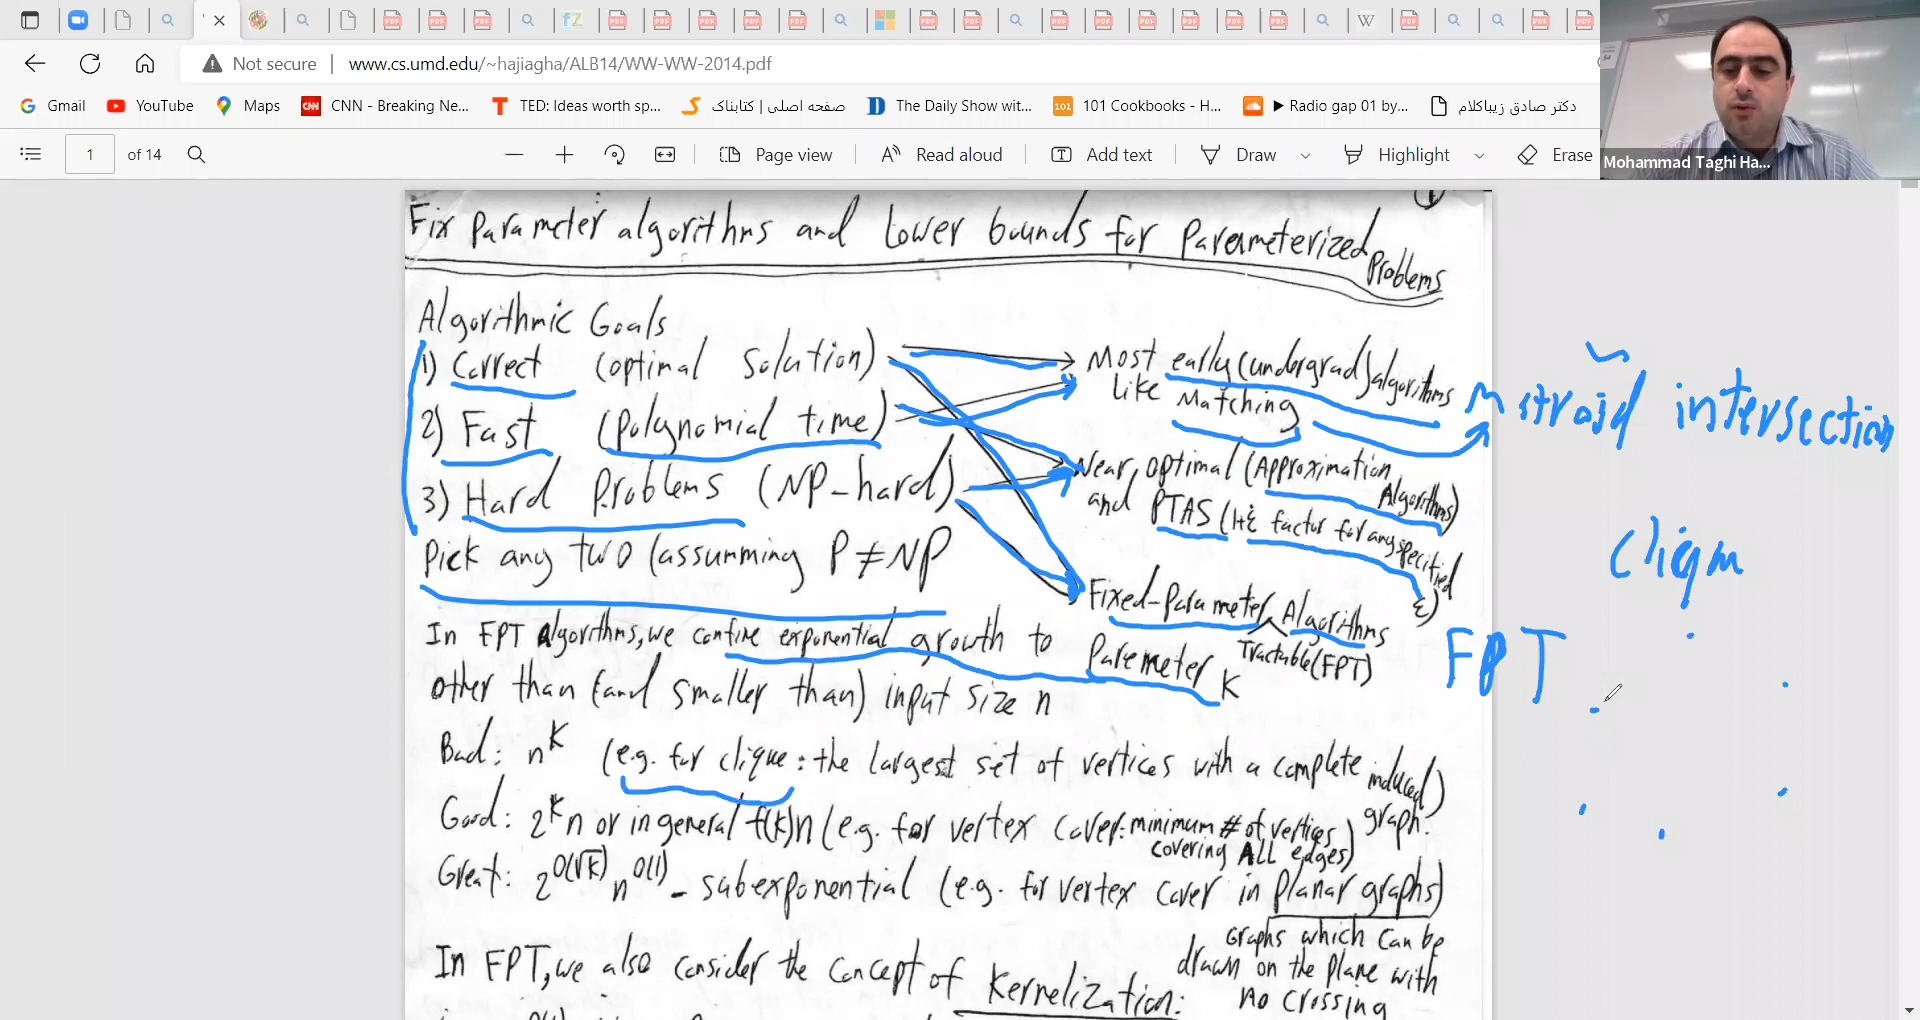 Not secure www.cs.umd.edu/~hajiagha/ALB14/WW-WW-2014.pdf
Gmail YouTube Maps CNN - Breaking Ne... TED: Ideas worth sp... صفحه اصلی | کتابناک The Daily Show wit... 101 Cookbooks - H... ▶ Radio gap 01 by... دکتر صادق زیباکلام
1 of 14 Page view Read aloud Add text Draw Highlight Erase
Mohammad Taghi Ha...
1
Fix Parameter algorithms and Lower bounds for Parameterized Problems
Algorithmic Goals
1) Correct (optimal solution)
2) Fast (polynomial time)
3) Hard Problems (NP-hard)
Pick any two (assumming P≠NP
Most early (undergrad) algorithms
Like Matching
Matroid intersection
Near optimal (Approximation Algorithms)
and PTAS (1+ε factor for any specified ε)
Fixed-Parameter Algorithms
Tractable (FPT)
Clique
FPT
In FPT Algorithms, we confine exponential growth to Parameter K
other than (and smaller than) input size n
Bad: n^K (e.g. for clique: the largest set of vertices with a complete induced graph.)
Good: 2^K n or in general f(K)n (e.g. for vertex cover: minimum # of vertices covering ALL edges)
Great: 2^O(√K) n^O(1) - subexponential (e.g. for vertex cover in planar graphs)
Graphs which can be
drawn on the plane with
no crossing
In FPT, we also consider the concept of Kernelization: